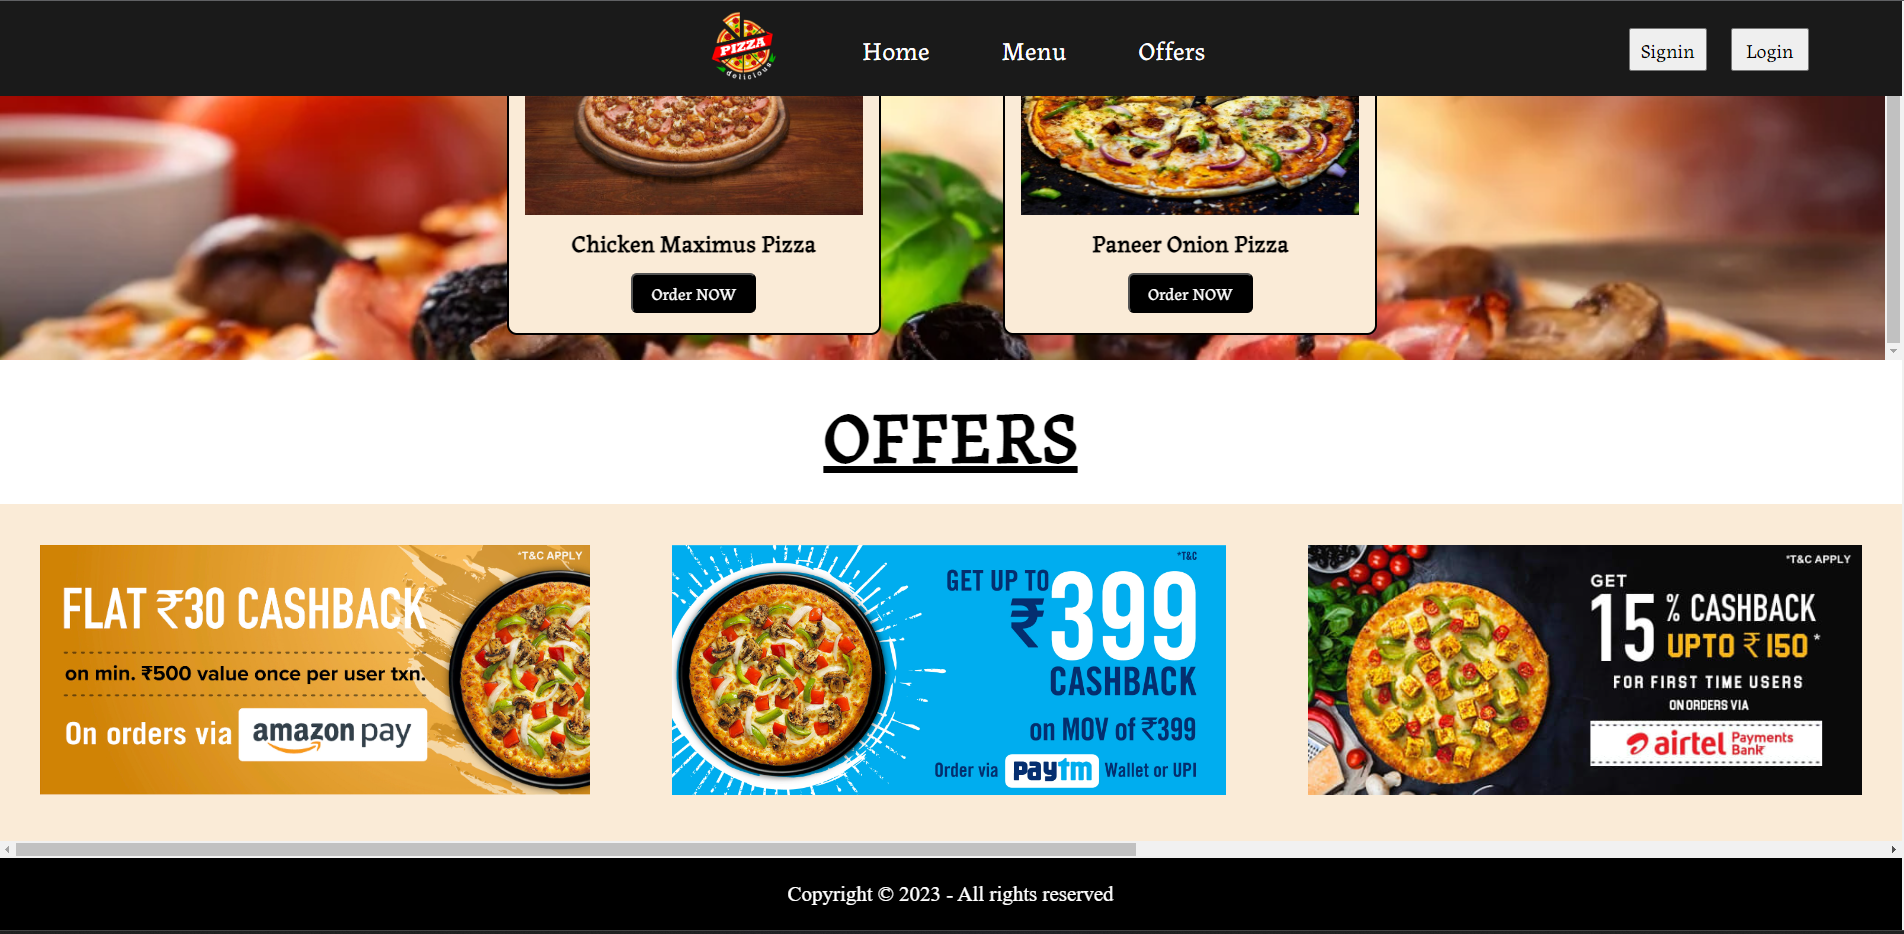 PIZZA
delicious
Home
Menu
Offers
Signin
Login
Chicken Maximus Pizza
Paneer Onion Pizza
Order NOW
Order NOW
OFFERS
*T&C APPLY
FLAT ₹30 CASHBACK
on min. ₹500 value once per user txn.
On orders via amazon pay
*T&C
GET UP TO
₹399
CASHBACK
on MOV of ₹399
Order via paytm Wallet or UPI
*T&C APPLY
GET
15% CASHBACK
UPTO ₹150*
FOR FIRST TIME USERS
ON ORDERS VIA
airtel Payments
Bank
Copyright © 2023 - All rights reserved